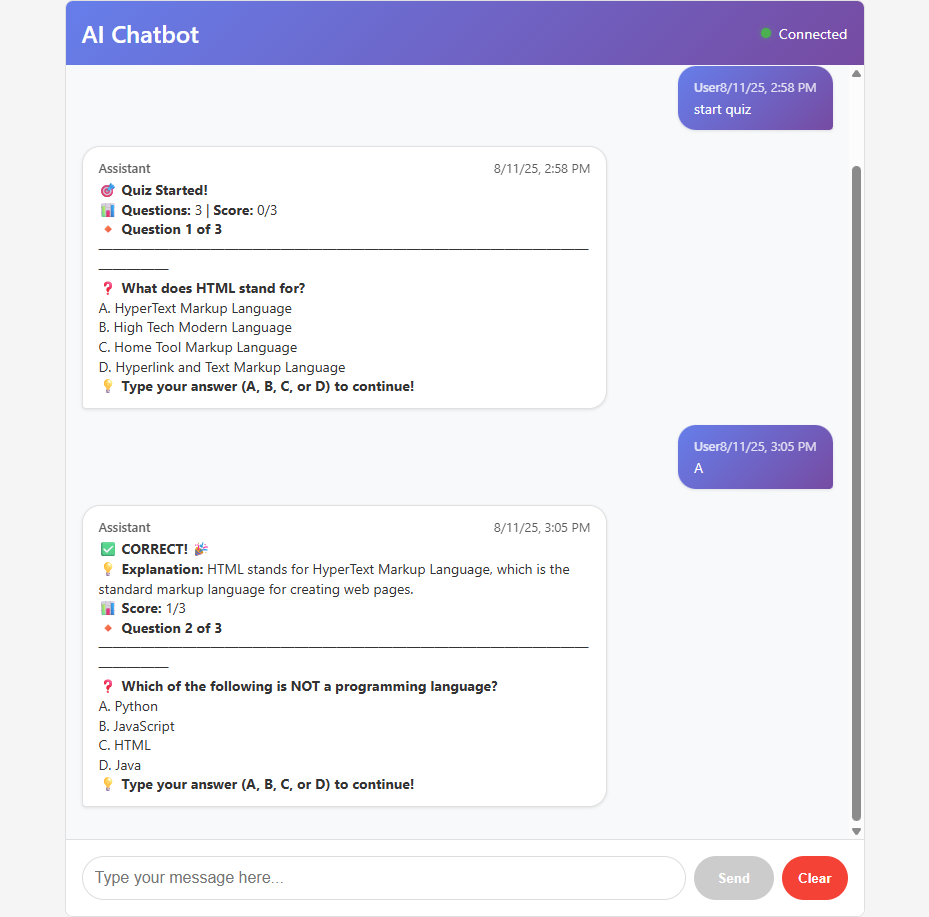 AI Chatbot
Connected
User8/11/25, 2:58 PM
start quiz
Assistant 8/11/25, 2:58 PM
🎯 Quiz Started!
📊 Questions: 3 | Score: 0/3
🔸 Question 1 of 3
──────────────────────────────────────────────────
❓ What does HTML stand for?
A. HyperText Markup Language
B. High Tech Modern Language
C. Home Tool Markup Language
D. Hyperlink and Text Markup Language
💡 Type your answer (A, B, C, or D) to continue!
User8/11/25, 3:05 PM
A
Assistant 8/11/25, 3:05 PM
✅ CORRECT! 🎉
💡 Explanation: HTML stands for HyperText Markup Language, which is the
standard markup language for creating web pages.
📊 Score: 1/3
🔸 Question 2 of 3
──────────────────────────────────────────────────
❓ Which of the following is NOT a programming language?
A. Python
B. JavaScript
C. HTML
D. Java
💡 Type your answer (A, B, C, or D) to continue!
Type your message here...
Send
Clear